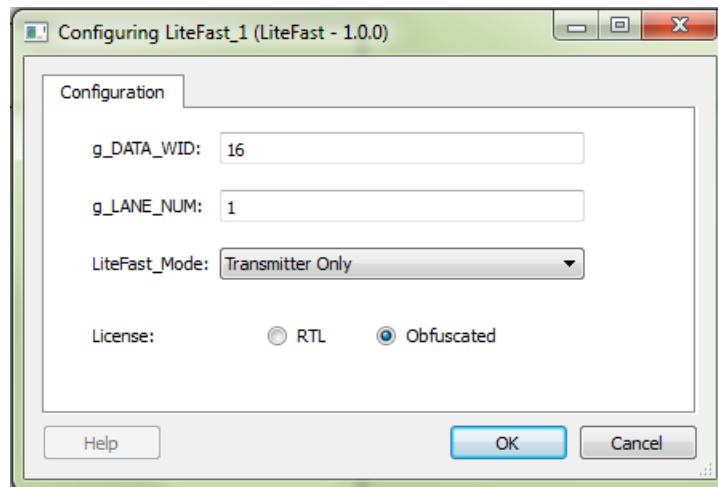 Configuring LiteFast_1 (LiteFast - 1.0.0)
Configuration
g_DATA_WID: 16
g_LANE_NUM: 1
LiteFast_Mode: Transmitter Only
License: RTL Obfuscated
Help OK Cancel